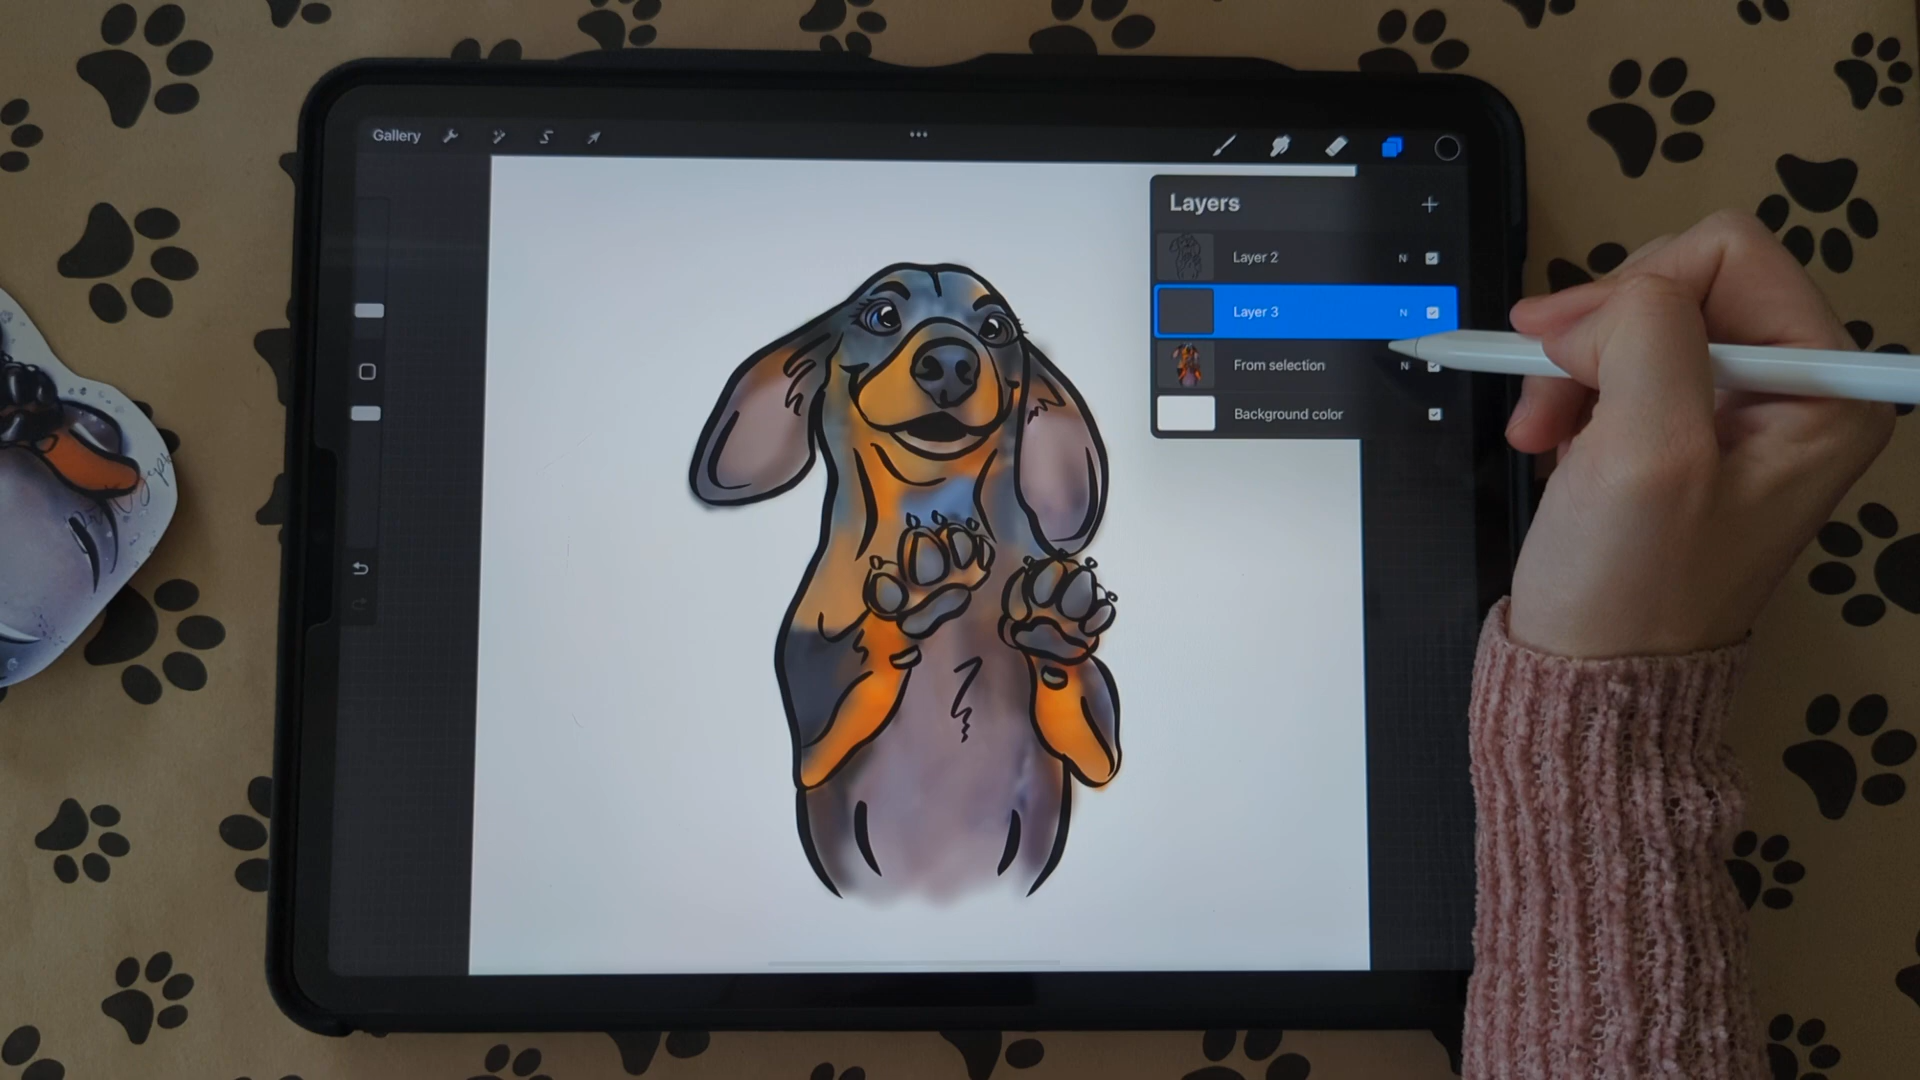 Gallery
Layers
Layer 2 N
Layer 3 N
From selection N
Background color